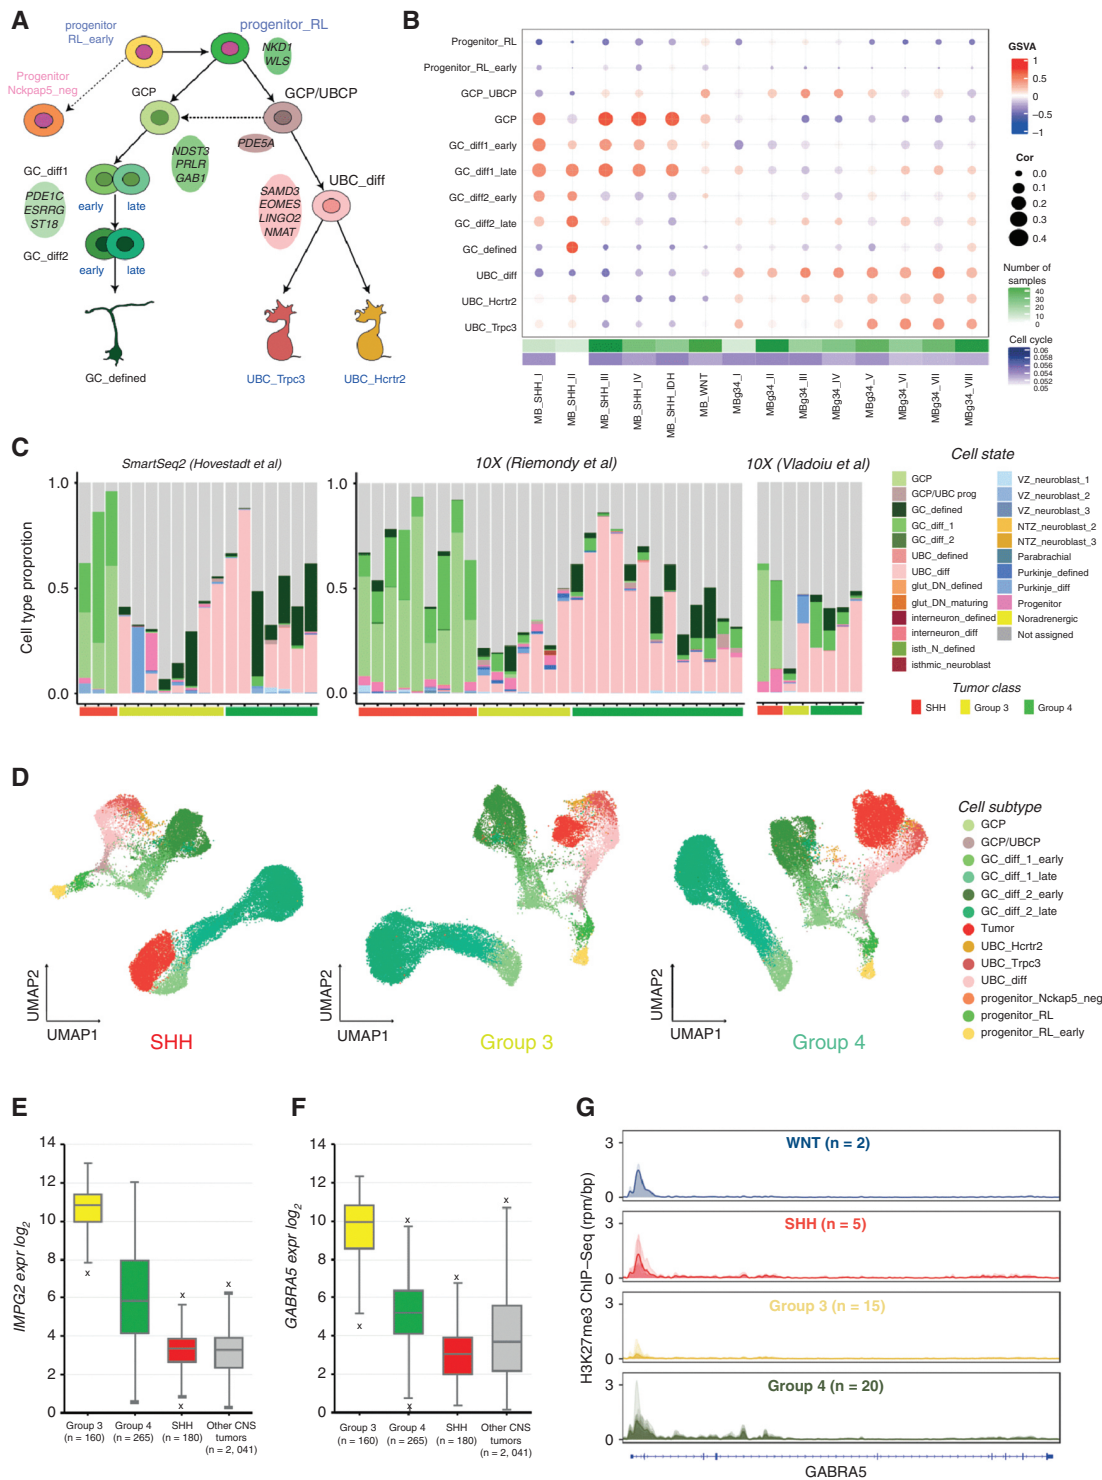 A
progenitor
RL_early
progenitor_RL
NKD1
WLS
Progenitor
Nckpap5_neg
GCP
GCP/UBCP
PDE5A
NDST3
PRLR
GAB1
GC_diff1
early
late
PDE1C
ESRRG
ST18
GC_diff2
early
late
UBC_diff
SAMD3
EOMES
LINGO2
NMAT
GC_defined
UBC_Trpc3
UBC_Hcrtr2
B
Progenitor_RL
Progenitor_RL_early
GCP_UBCP
GCP
GC_diff1_early
GC_diff1_late
GC_diff2_early
GC_diff2_late
GC_defined
UBC_diff
UBC_Hcrtr2
UBC_Trpc3
MB_SHH_I
MB_SHH_II
MB_SHH_III
MB_SHH_IV
MB_SHH_IDH
MB_WNT
MBg34_I
MBg34_II
MBg34_III
MBg34_IV
MBg34_V
MBg34_VI
MBg34_VII
MBg34_VIII
GSVA
1
0.5
0
−0.5
−1
Cor
0.0
0.1
0.2
0.3
0.4
Number of
samples
40
30
20
10
0
Cell cycle
0.06
0.058
0.056
0.054
0.052
0.05
C
SmartSeq2 (Hovestadt et al)
10X (Riemondy et al)
10X (Vladoiu et al)
Cell type proprotion
1.0
0.5
0.0
1.0
0.5
0.0
Cell state
GCP
GCP/UBC prog
GC_defined
GC_diff_1
GC_diff_2
UBC_defined
UBC_diff
glut_DN_defined
glut_DN_maturing
interneuron_defined
interneuron_diff
isth_N_defined
isthmic_neuroblast
VZ_neuroblast_1
VZ_neuroblast_2
VZ_neuroblast_3
NTZ_neuroblast_2
NTZ_neuroblast_3
Parabrachial
Purkinje_defined
Purkinje_diff
Progenitor
Noradrenergic
Not assigned
Tumor class
SHH
Group 3
Group 4
D
UMAP2
UMAP1
SHH
UMAP2
UMAP1
Group 3
UMAP2
UMAP1
Group 4
Cell subtype
GCP
GCP/UBCP
GC_diff_1_early
GC_diff_1_late
GC_diff_2_early
GC_diff_2_late
Tumor
UBC_Hcrtr2
UBC_Trpc3
UBC_diff
progenitor_Nckap5_neg
progenitor_RL
progenitor_RL_early
E
IMPG2 expr log2
14
12
10
8
6
4
2
0
x
x
x
x
x
Group 3
(n = 160)
Group 4
(n = 265)
SHH
(n = 180)
Other CNS
tumors
(n = 2, 041)
F
GABRA5 expr log2
14
12
10
8
6
4
2
0
x
x
x
x
x
Group 3
(n = 160)
Group 4
(n = 265)
SHH
(n = 180)
Other CNS
tumors
(n = 2, 041)
G
H3K27me3 ChIP−Seq (rpm/bp)
WNT (n = 2)
3
0
SHH (n = 5)
3
0
Group 3 (n = 15)
3
0
Group 4 (n = 20)
3
0
GABRA5